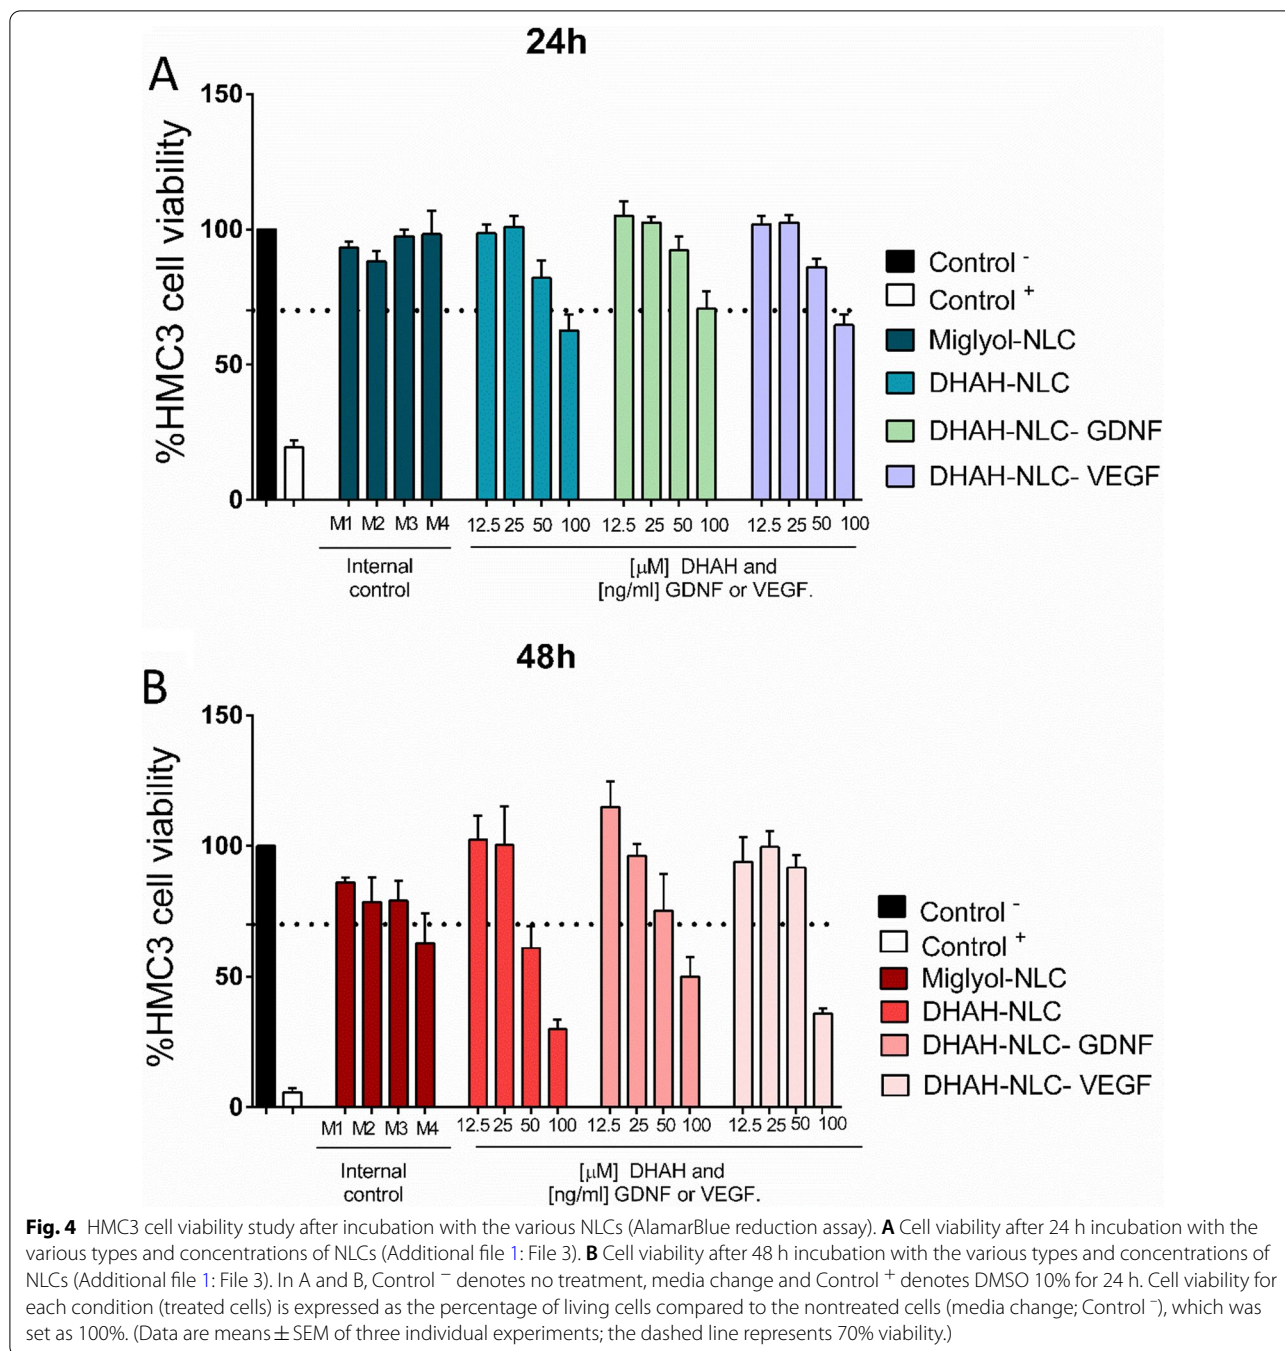 24h
A
150
100
50
0
%HMC3 cell viability
M1 M2 M3 M4
12.5 25 50 100
12.5 25 50 100
12.5 25 50 100
Internal
control
[µM] DHAH and
[ng/ml] GDNF or VEGF.
Control -
Control +
Miglyol-NLC
DHAH-NLC
DHAH-NLC- GDNF
DHAH-NLC- VEGF
48h
B
150
100
50
0
%HMC3 cell viability
M1 M2 M3 M4
12.5 25 50 100
12.5 25 50 100
12.5 25 50 100
Internal
control
[µM] DHAH and
[ng/ml] GDNF or VEGF.
Control -
Control +
Miglyol-NLC
DHAH-NLC
DHAH-NLC- GDNF
DHAH-NLC- VEGF
Fig. 4 HMC3 cell viability study after incubation with the various NLCs (AlamarBlue reduction assay). A Cell viability after 24 h incubation with the
various types and concentrations of NLCs (Additional file 1: File 3). B Cell viability after 48 h incubation with the various types and concentrations of
NLCs (Additional file 1: File 3). In A and B, Control − denotes no treatment, media change and Control + denotes DMSO 10% for 24 h. Cell viability for
each condition (treated cells) is expressed as the percentage of living cells compared to the nontreated cells (media change; Control −), which was
set as 100%. (Data are means ± SEM of three individual experiments; the dashed line represents 70% viability.)